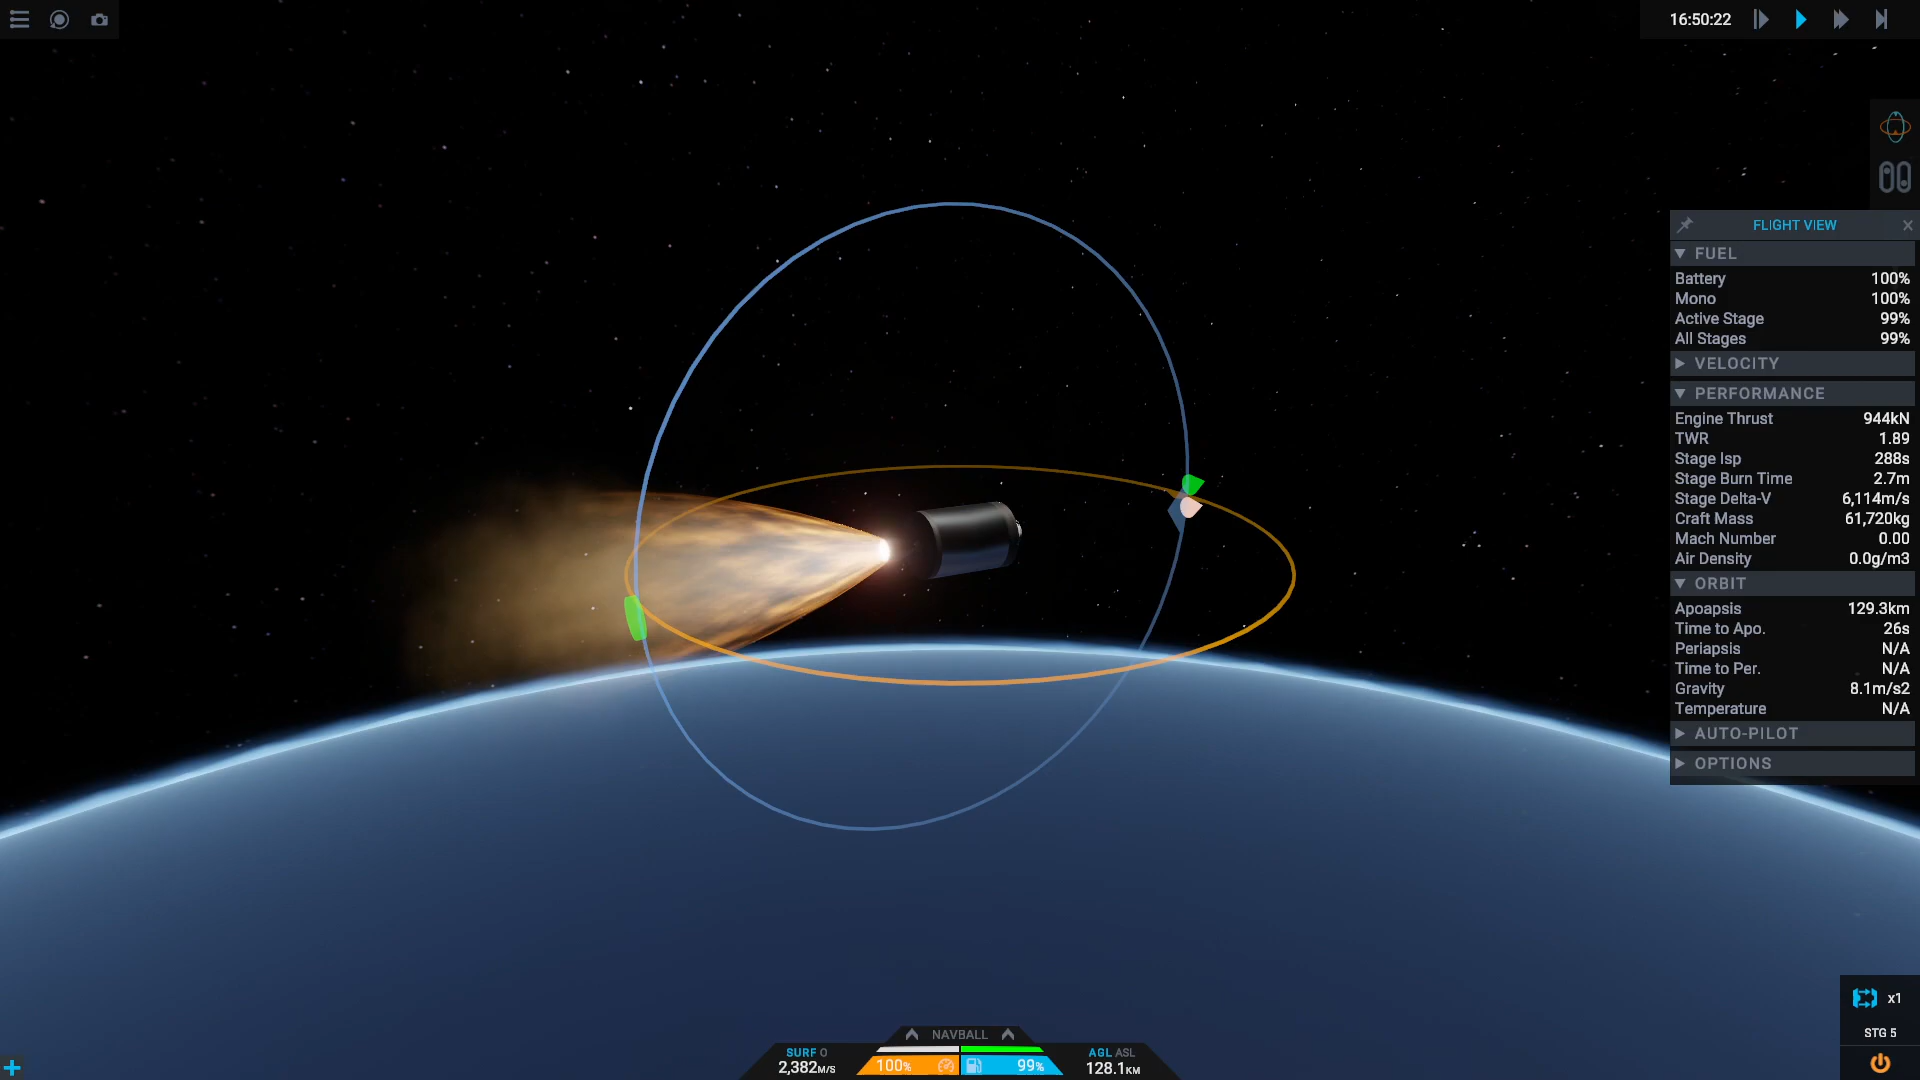 16:50:22
FLIGHT VIEW
FUEL
Battery 100%
Mono 100%
Active Stage 99%
All Stages 99%
VELOCITY
PERFORMANCE
Engine Thrust 944kN
TWR 1.89
Stage Isp 288s
Stage Burn Time 2.7m
Stage Delta-V 6,114m/s
Craft Mass 61,720kg
Mach Number 0.00
Air Density 0.0g/m3
ORBIT
Apoapsis 129.3km
Time to Apo. 26s
Periapsis N/A
Time to Per. N/A
Gravity 8.1m/s2
Temperature N/A
AUTO-PILOT
OPTIONS
x1
STG 5
NAVBALL
SURF O
2,382M/S
100%
99%
AGL ASL
128.1KM